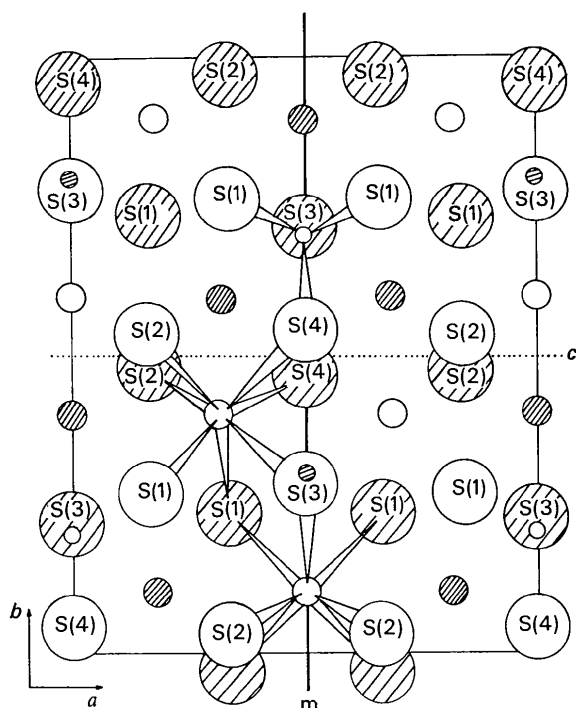 S(4) S(2) S(2) S(4)
S(3) S(1) S(1) S(3)
S(1) S(3) S(1)
S(2) S(4) S(2)
c
S(2) S(4) S(2)
S(1) S(3) S(1)
S(3) S(1) S(1) S(3)
b
S(4) S(2) S(2) S(4)
a
m